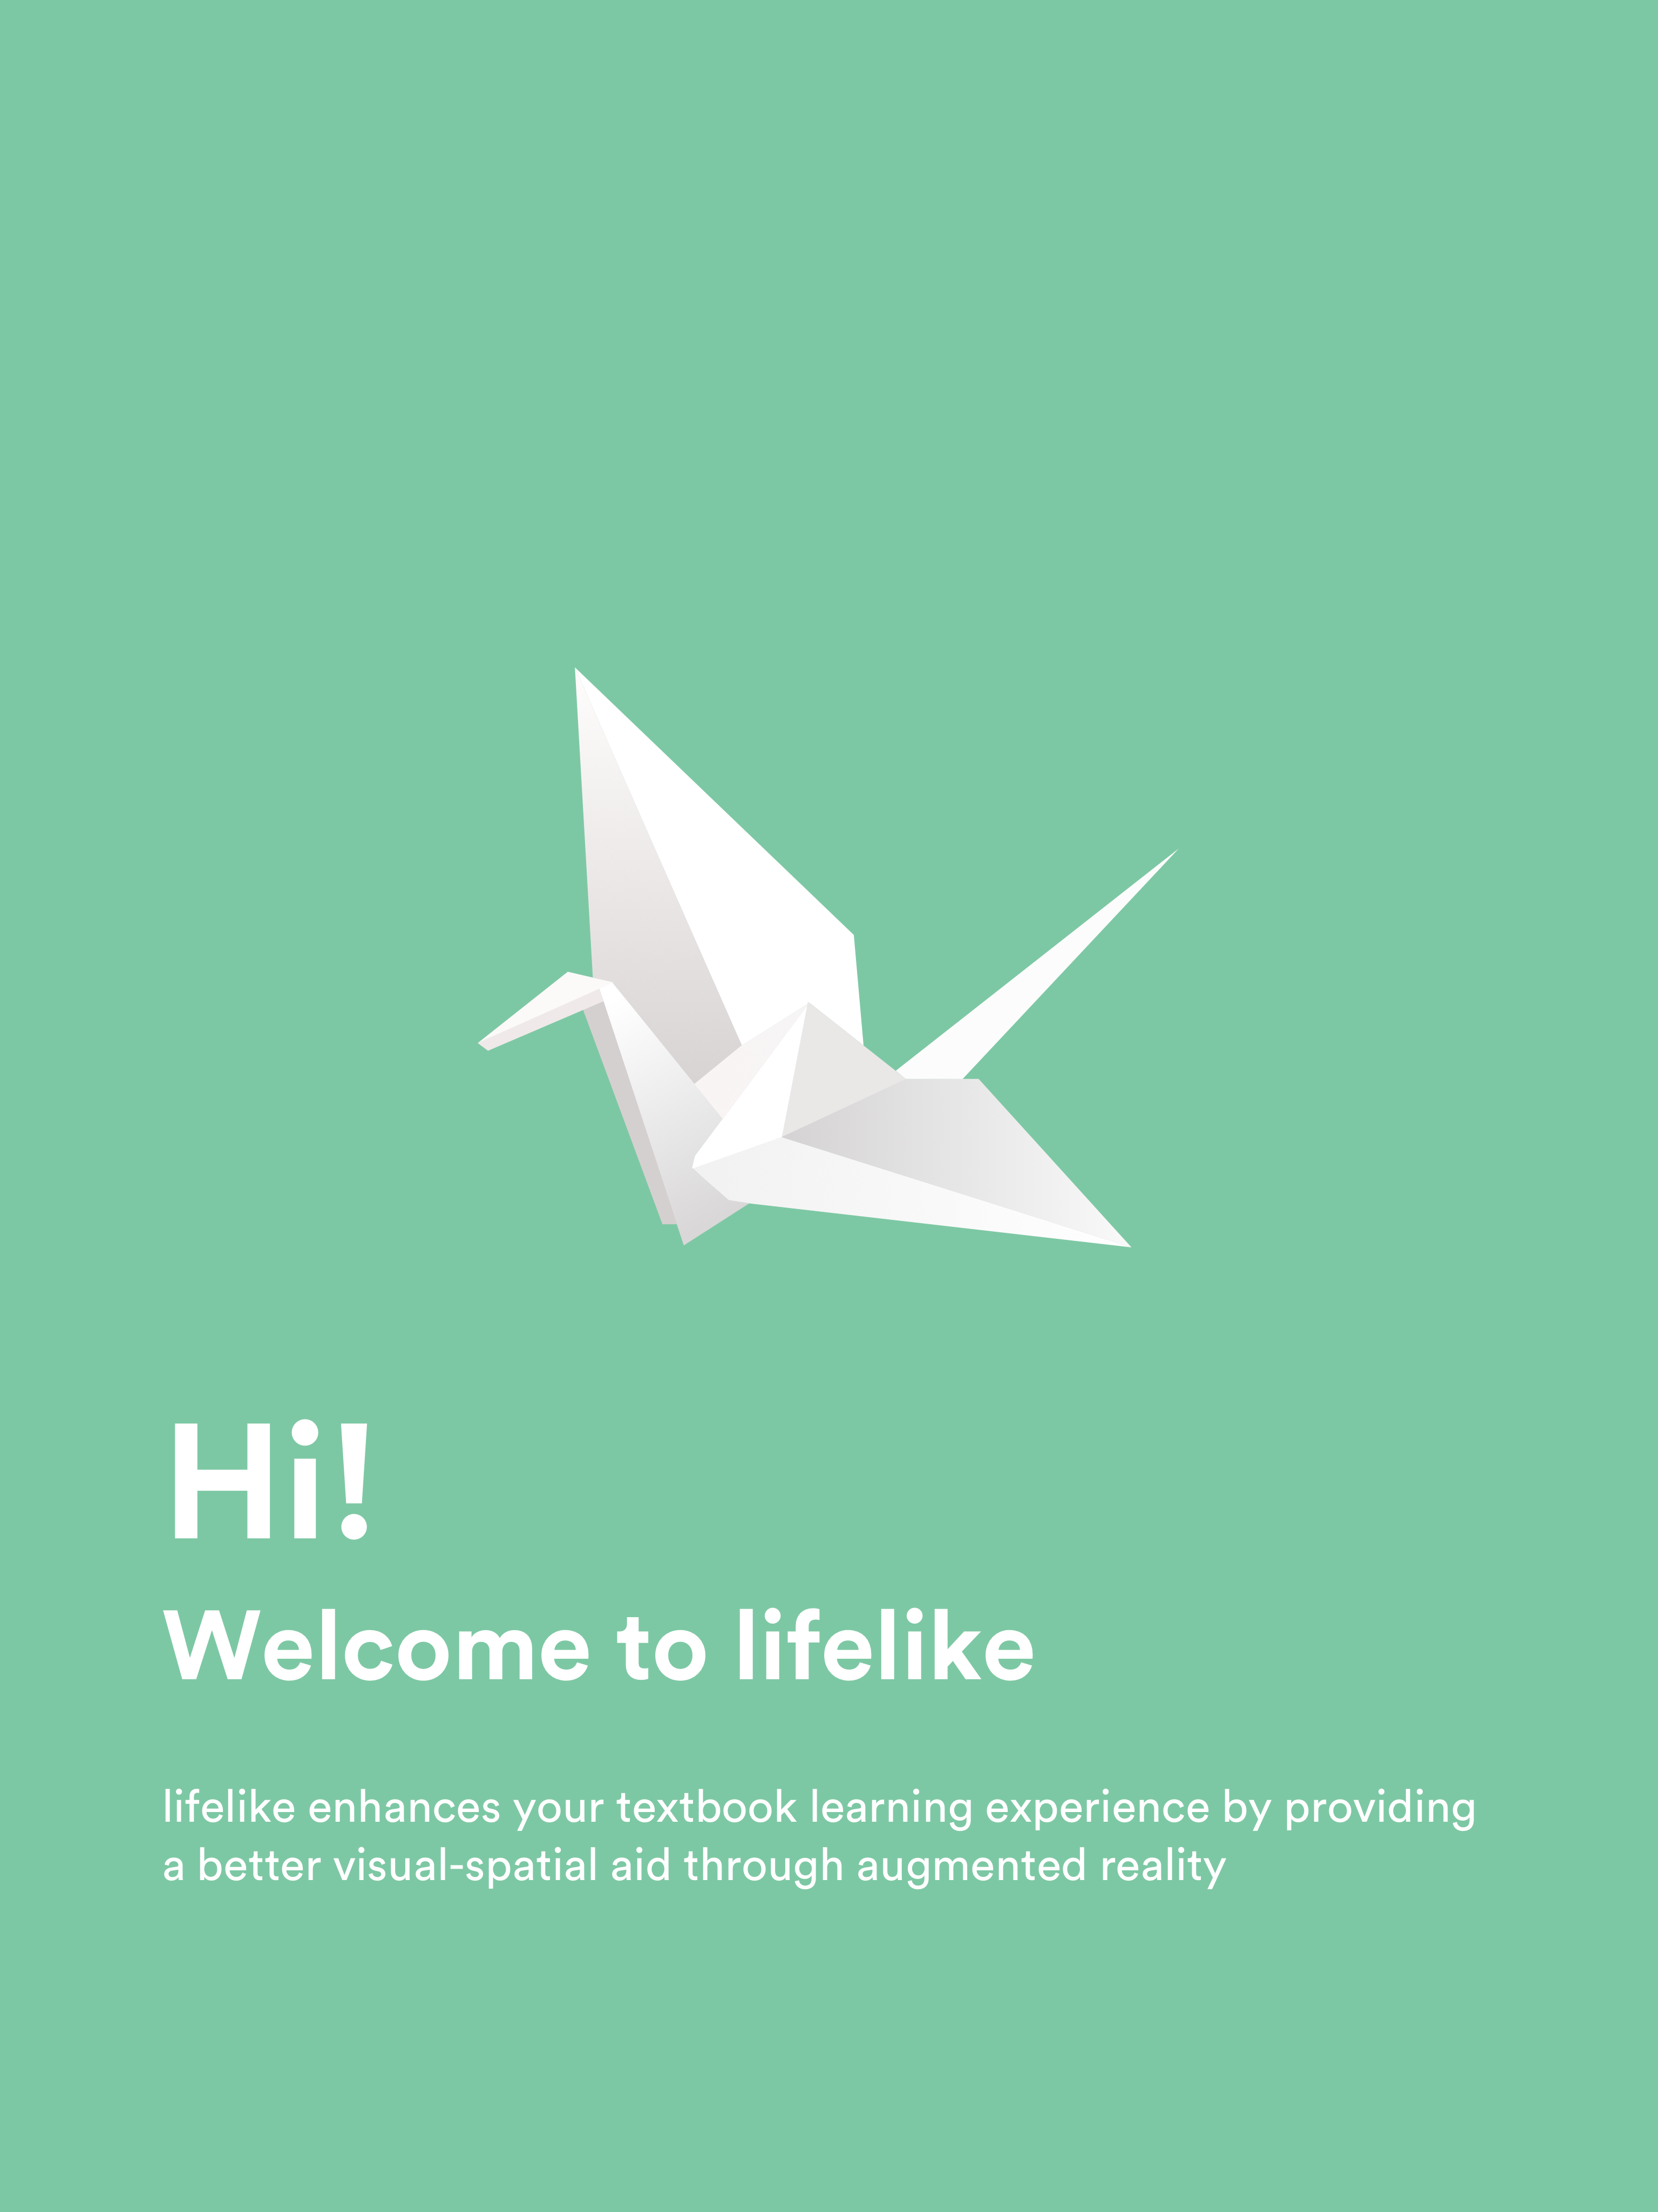 Hi!
Welcome to lifelike
lifelike enhances your textbook learning experience by providing
a better visual-spatial aid through augmented reality